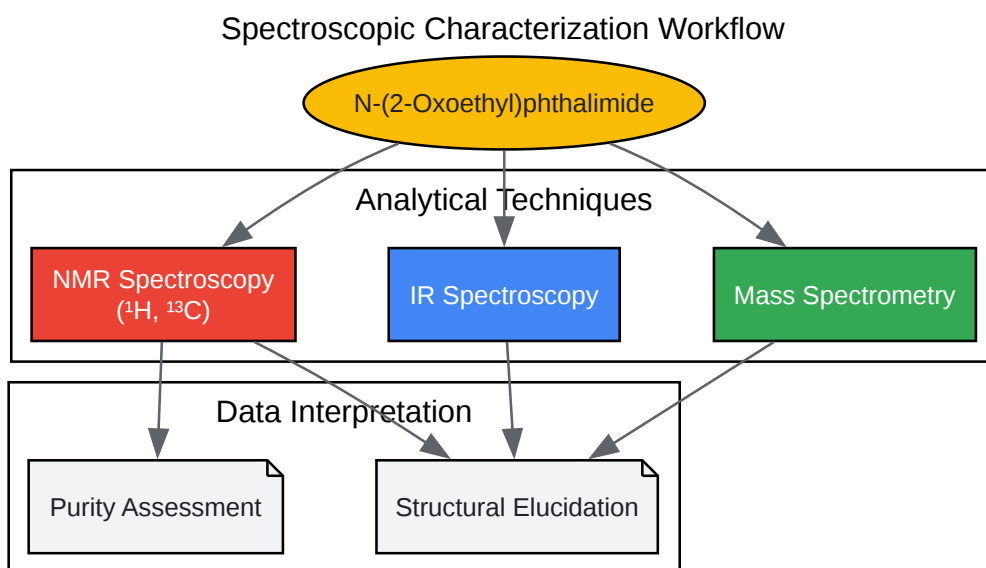 Spectroscopic Characterization Workflow
N-(2-Oxoethyl)phthalimide
Analytical Techniques
NMR Spectroscopy
(¹H, ¹³C)
IR Spectroscopy
Mass Spectrometry
Data Interpretation
Purity Assessment
Structural Elucidation